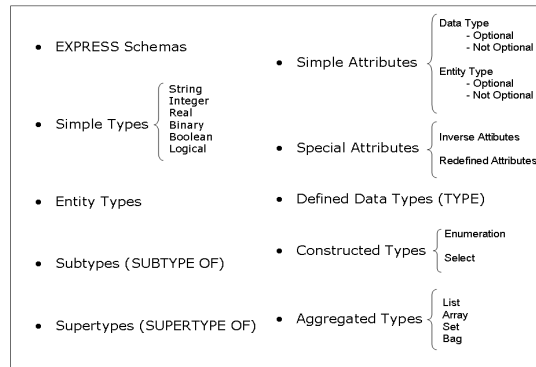 • EXPRESS Schemas
• Simple Types
String
Integer
Real
Binary
Boolean
Logical
• Entity Types
• Subtypes (SUBTYPE OF)
• Supertypes (SUPERTYPE OF)
• Simple Attributes
Data Type
- Optional
- Not Optional
Entity Type
- Optional
- Not Optional
• Special Attributes
Inverse Attibutes
Redefined Attributes
• Defined Data Types (TYPE)
• Constructed Types
Enumeration
Select
• Aggregated Types
List
Array
Set
Bag